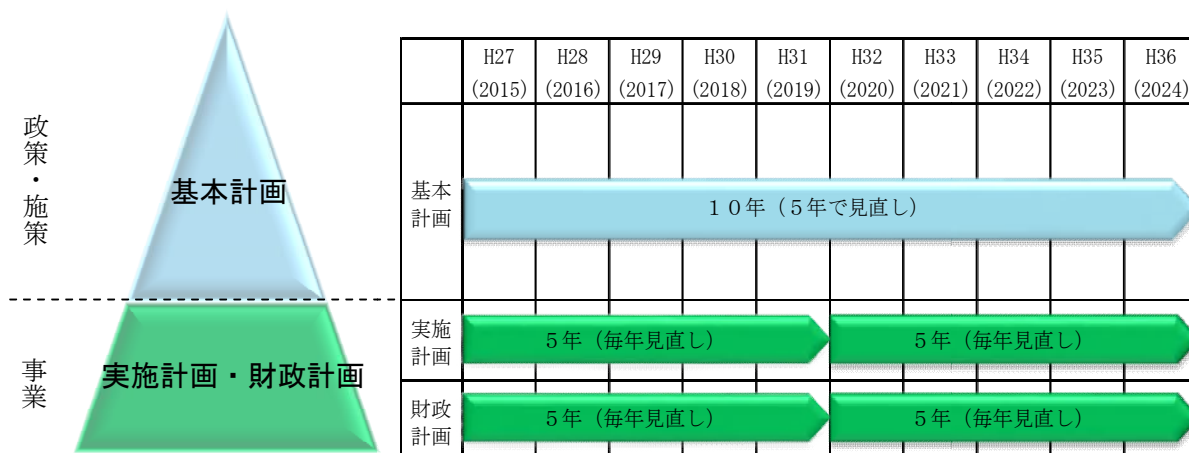 政策・施策
基本計画
事業
実施計画・財政計画
H27 H28 H29 H30 H31 H32 H33 H34 H35 H36
(2015) (2016) (2017) (2018) (2019) (2020) (2021) (2022) (2023) (2024)
基本
計画
１０年（５年で見直し）
実施
計画
５年（毎年見直し） ５年（毎年見直し）
財政
計画
５年（毎年見直し） ５年（毎年見直し）